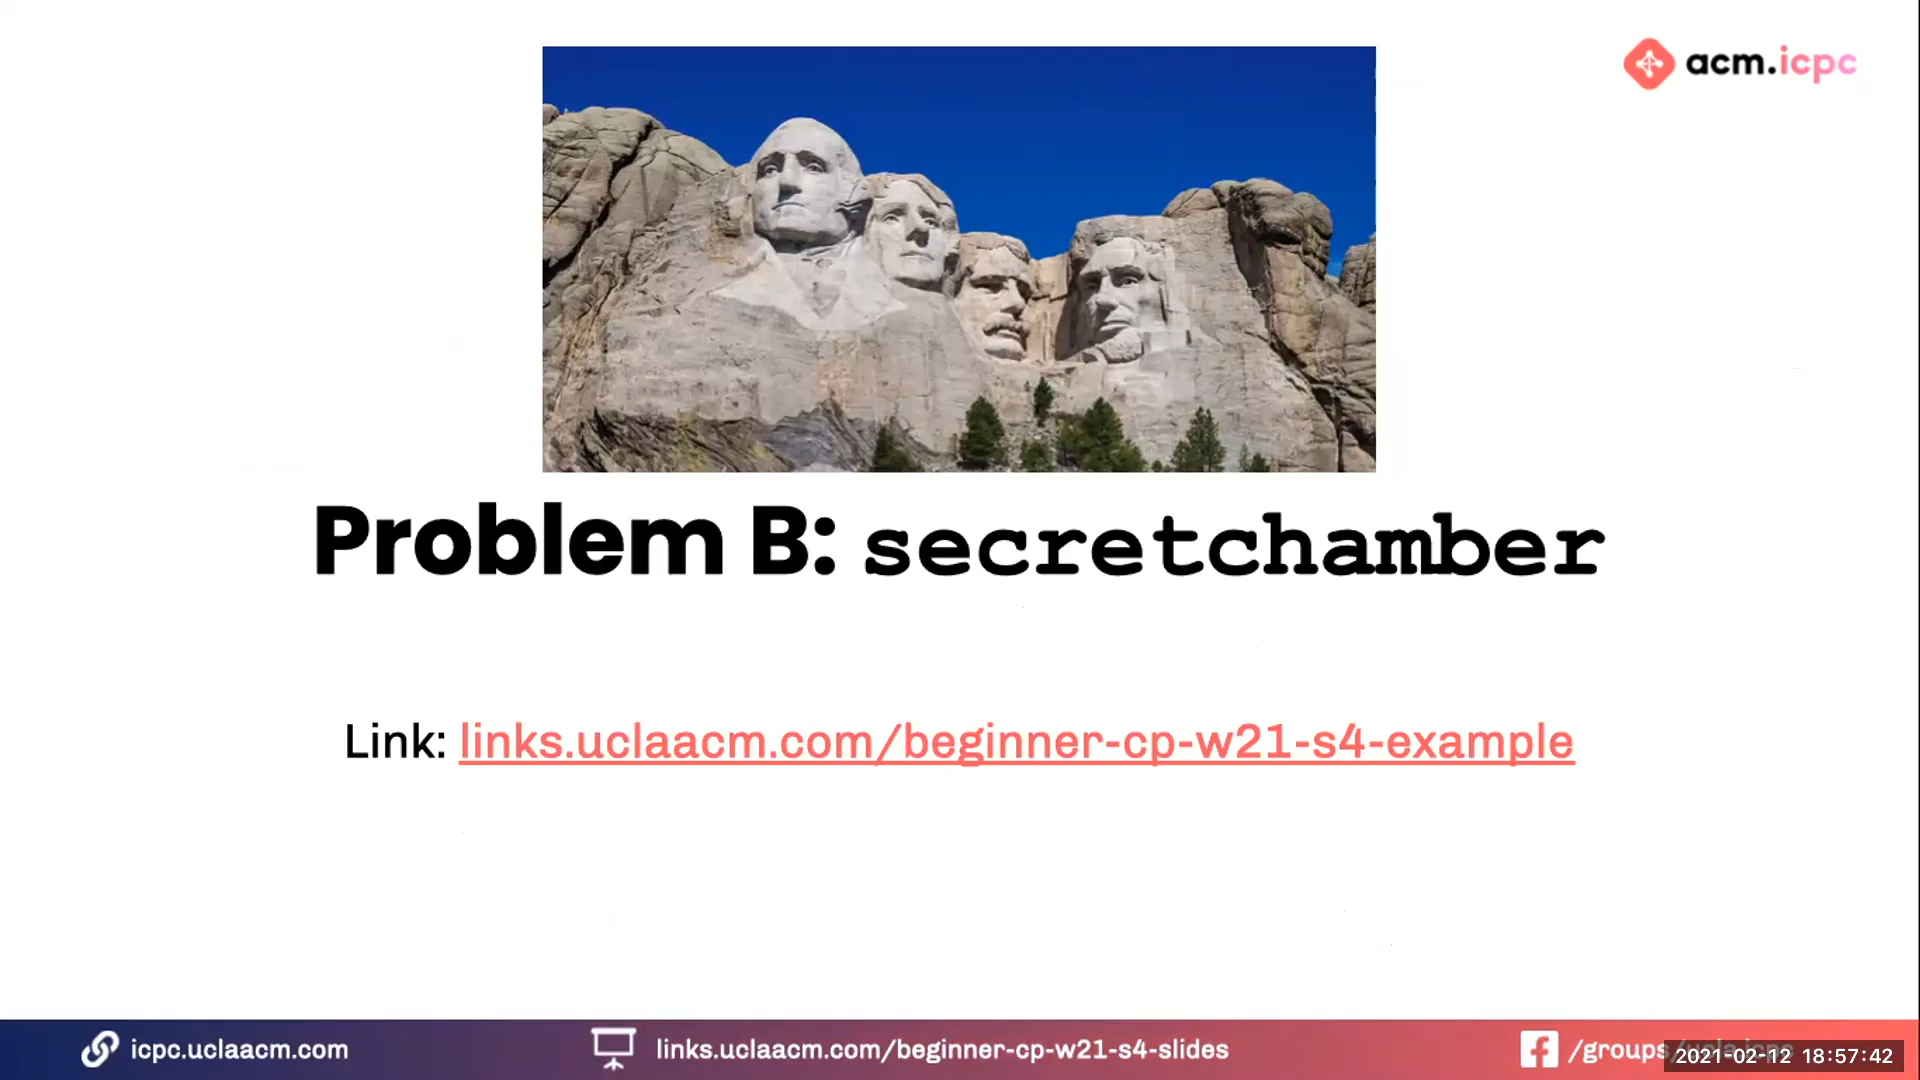 acm.icpc
Problem B: secretchamber
Link: links.uclaacm.com/beginner-cp-w21-s4-example
icpc.uclaacm.com
links.uclaacm.com/beginner-cp-w21-s4-slides
/groups/
2021-02-12 18:57:42